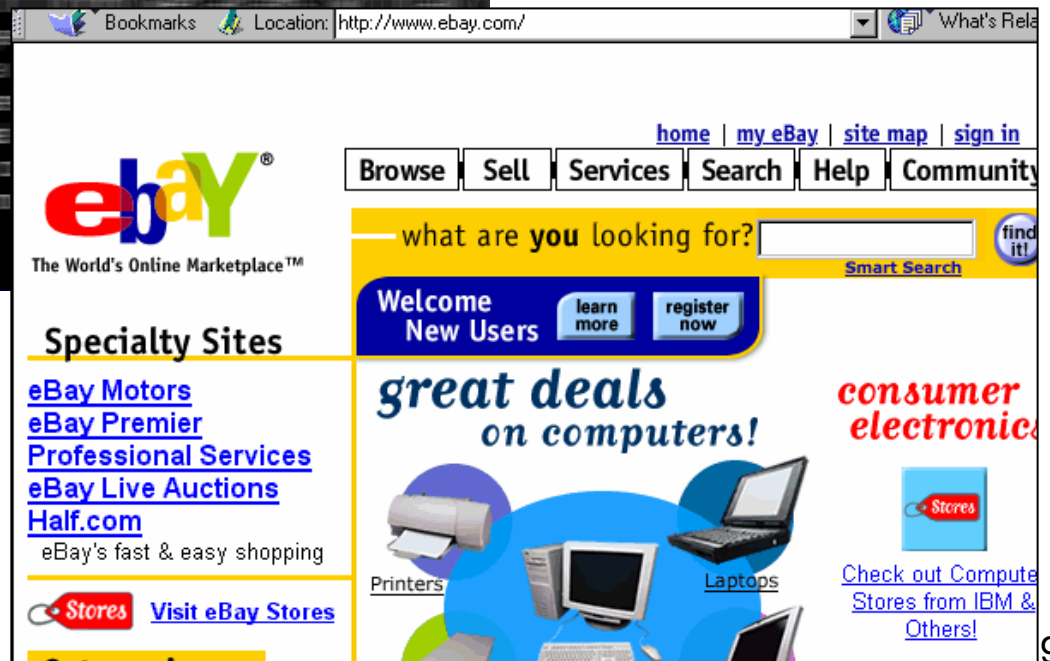 Bookmarks Location: http://www.ebay.com/ What's Rela
home | my eBay | site map | sign in
Browse Sell Services Search Help Community
ebaY®
The World's Online Marketplace™
what are you looking for? find it!
Smart Search
Welcome
New Users
learn
more
register
now
Specialty Sites
eBay Motors
eBay Premier
Professional Services
eBay Live Auctions
Half.com
eBay's fast & easy shopping
Stores Visit eBay Stores
great deals
on computers!
consumer
electronics
Printers
Laptops
Stores
Check out Compute
Stores from IBM &
Others!
9